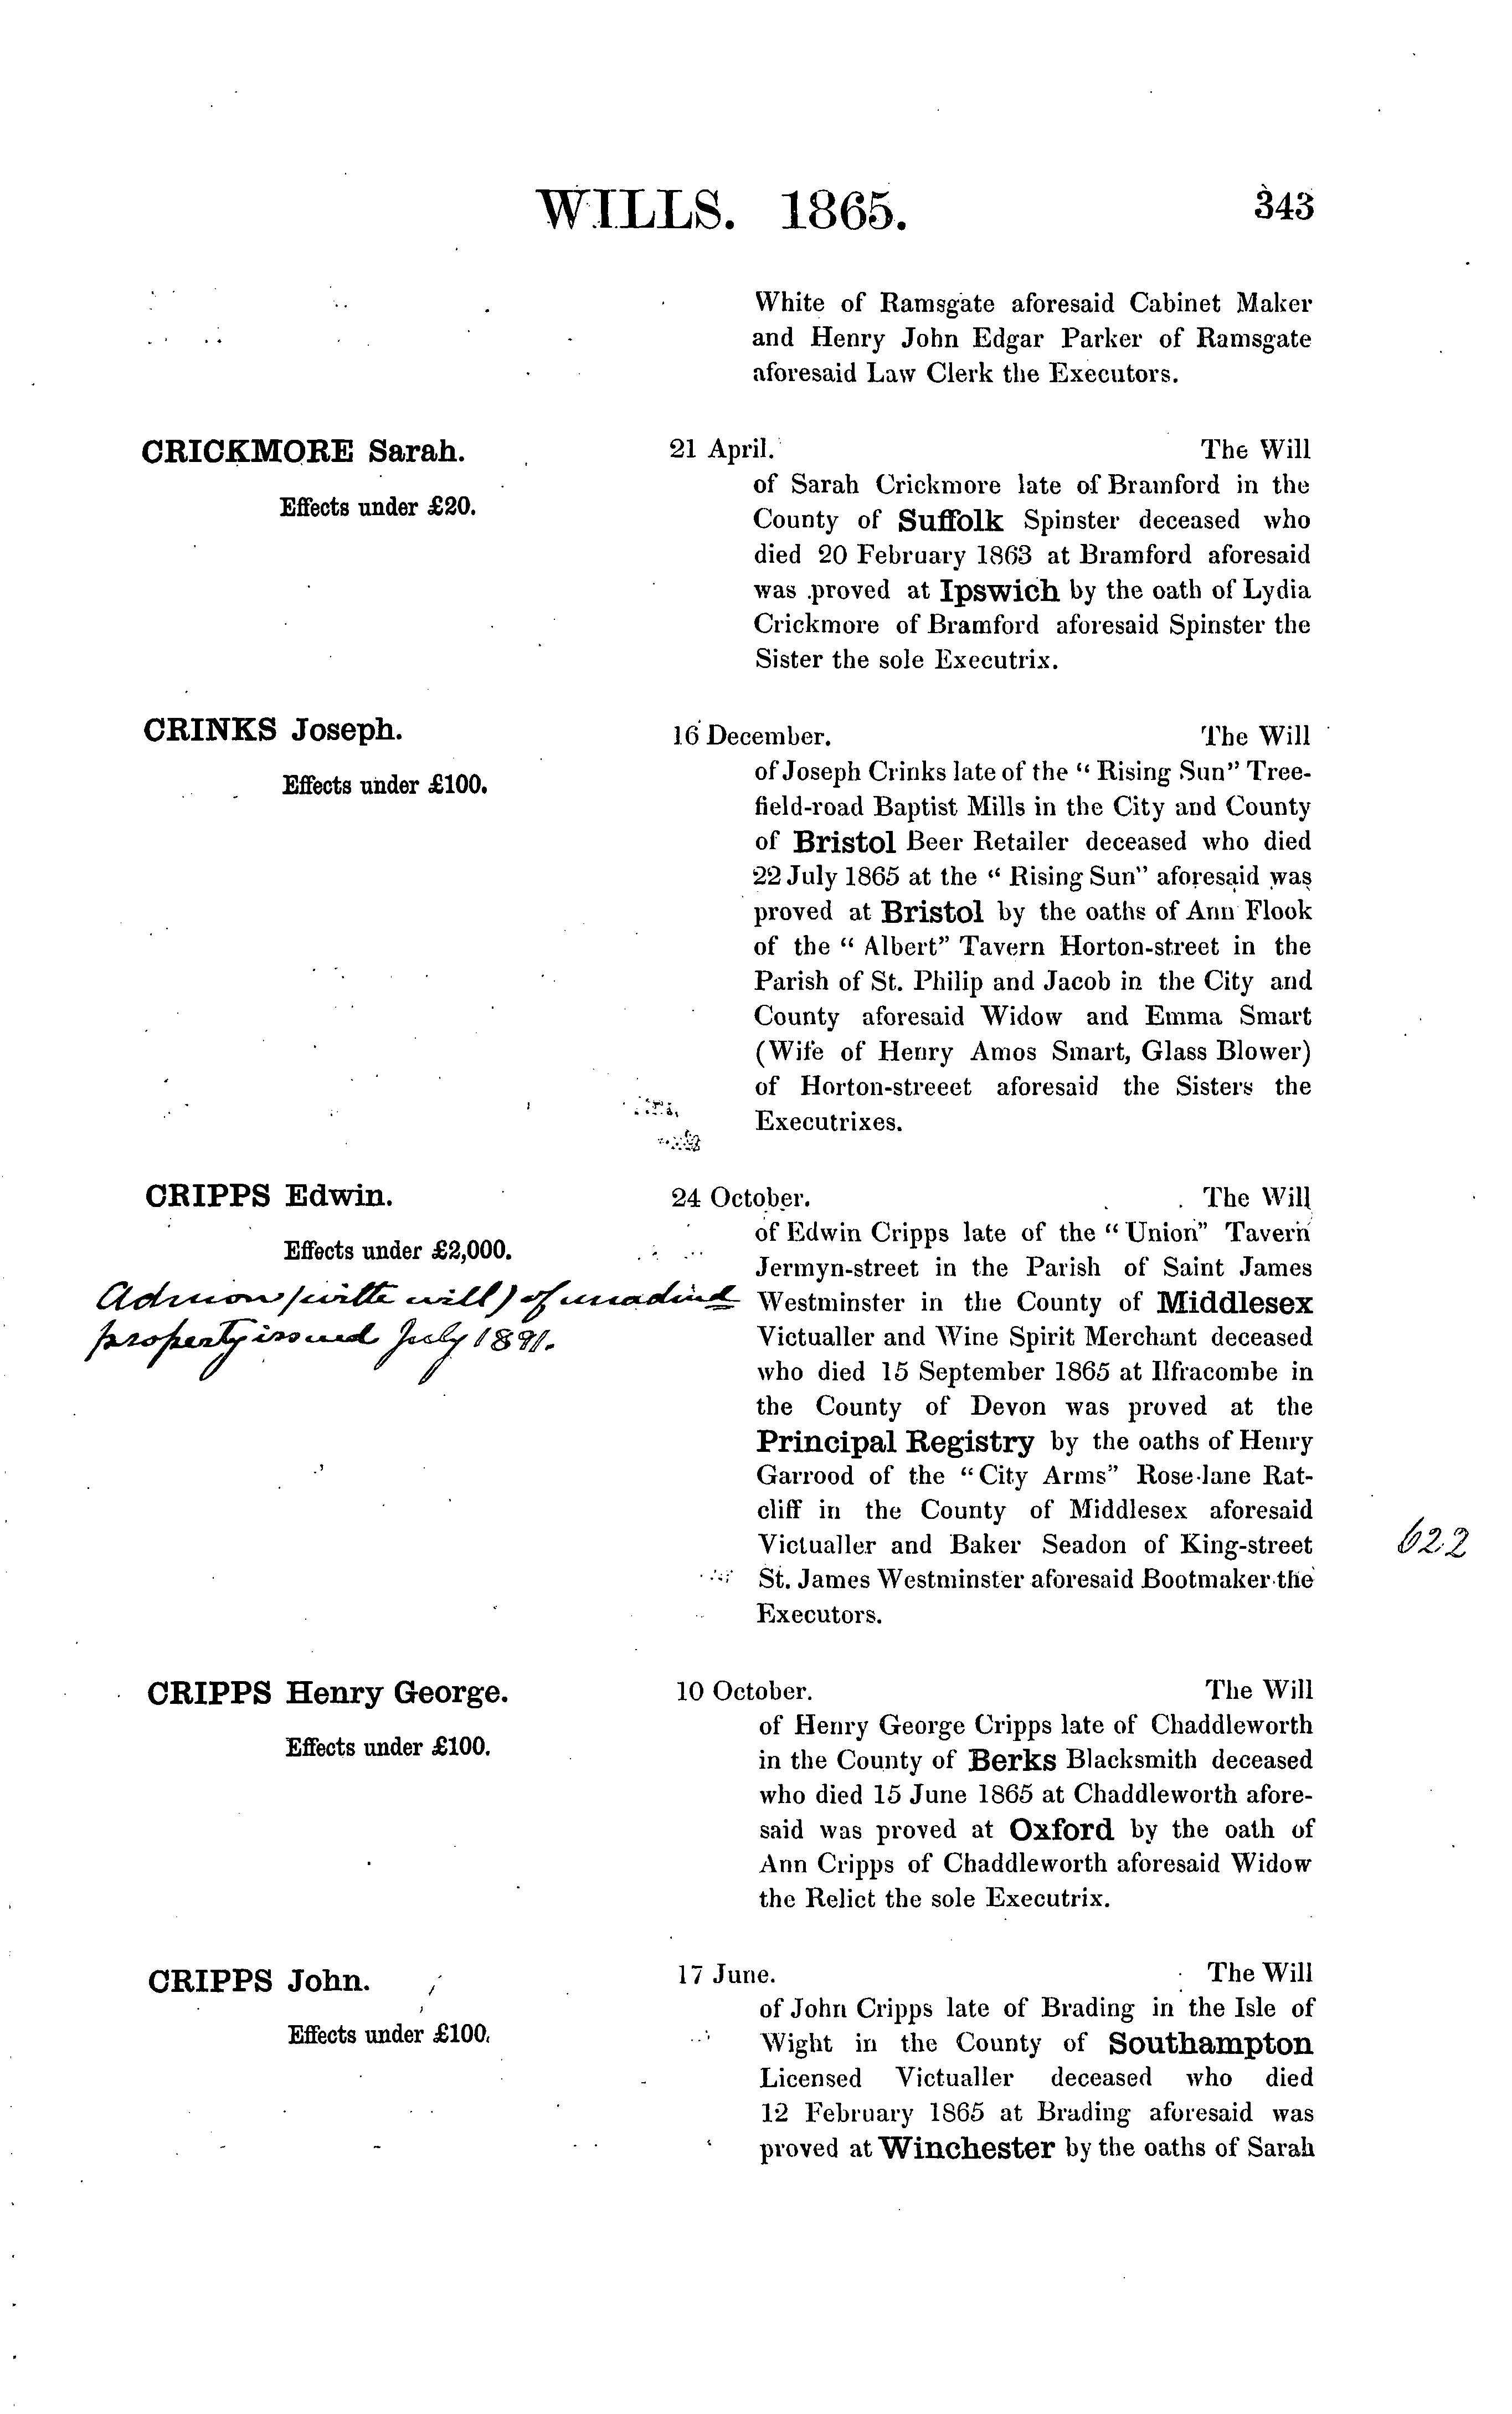 WILLS. 1865. 343
White of Ramsgate aforesaid Cabinet Maker
and Henry John Edgar Parker of Ramsgate
aforesaid Law Clerk the Executors.
CRICKMORE Sarah. 21 April. The Will
Effects under £20.
of Sarah Crickmore late of Bramford in the
County of Suffolk Spinster deceased who
died 20 February 1863 at Bramford aforesaid
was proved at Ipswich by the oath of Lydia
Crickmore of Bramford aforesaid Spinster the
Sister the sole Executrix.
CRINKS Joseph. 16 December. The Will
Effects under £100.
of Joseph Crinks late of the "Rising Sun" Tree-
field-road Baptist Mills in the City and County
of Bristol Beer Retailer deceased who died
22 July 1865 at the "Rising Sun" aforesaid was
proved at Bristol by the oaths of Ann Flook
of the "Albert" Tavern Horton-street in the
Parish of St. Philip and Jacob in the City and
County aforesaid Widow and Emma Smart
(Wife of Henry Amos Smart, Glass Blower)
of Horton-streeet aforesaid the Sisters the
Executrixes.
CRIPPS Edwin. 24 October. The Will
Effects under £2,000.
Admon (with will) of unadmd
property issued July 1891.
of Edwin Cripps late of the "Union" Tavern
Jermyn-street in the Parish of Saint James
Westminster in the County of Middlesex
Victualler and Wine Spirit Merchant deceased
who died 15 September 1865 at Ilfracombe in
the County of Devon was proved at the
Principal Registry by the oaths of Henry
Garrood of the "City Arms" Rose-lane Rat-
cliff in the County of Middlesex aforesaid
Victualler and Baker Seadon of King-street 622
St. James Westminster aforesaid Bootmaker the
Executors.
CRIPPS Henry George. 10 October. The Will
Effects under £100.
of Henry George Cripps late of Chaddleworth
in the County of Berks Blacksmith deceased
who died 15 June 1865 at Chaddleworth afore-
said was proved at Oxford by the oath of
Ann Cripps of Chaddleworth aforesaid Widow
the Relict the sole Executrix.
CRIPPS John. 17 June. The Will
Effects under £100.
of John Cripps late of Brading in the Isle of
Wight in the County of Southampton
Licensed Victualler deceased who died
12 February 1865 at Brading aforesaid was
proved at Winchester by the oaths of Sarah